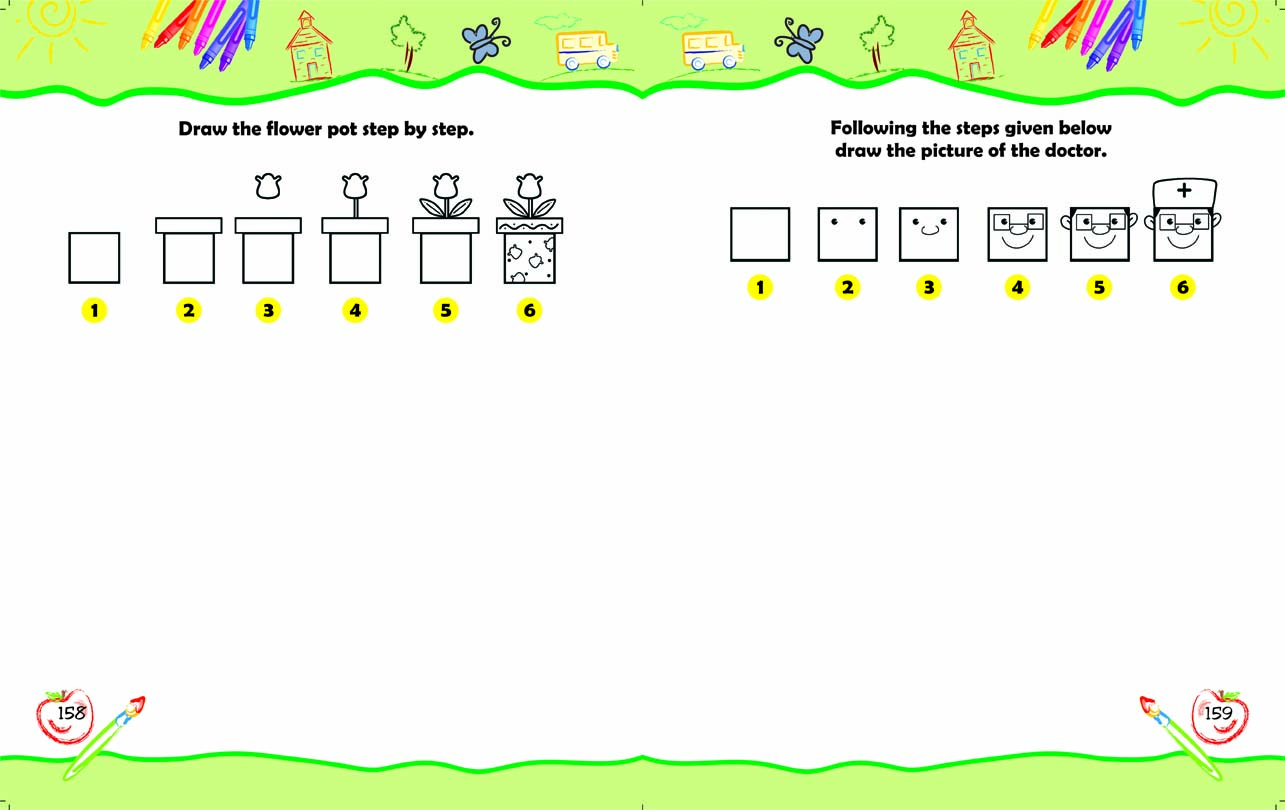 Draw the flower pot step by step.
1 2 3 4 5 6
158
Following the steps given below
draw the picture of the doctor.
1 2 3 4 5 6
159